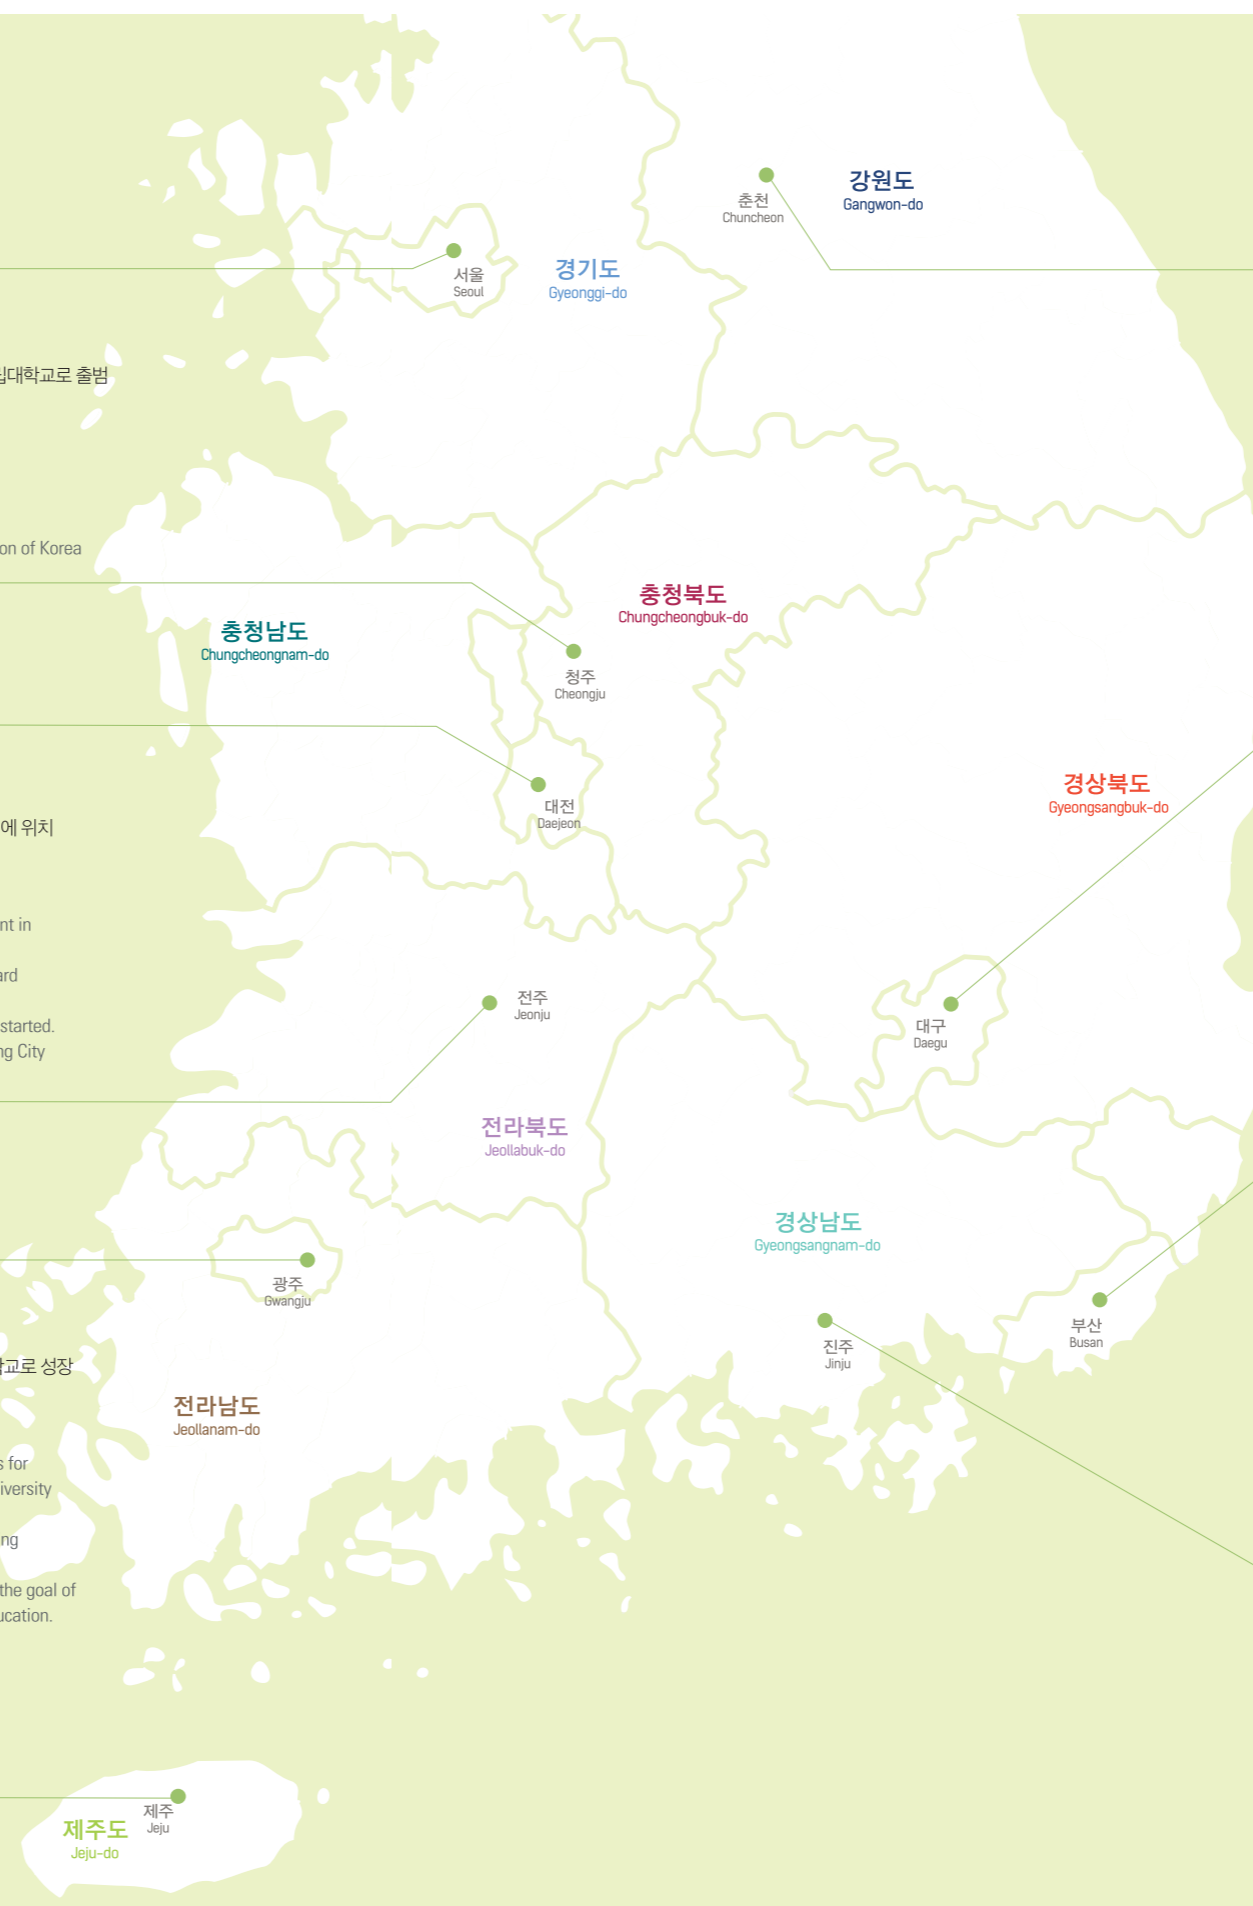 강원도
Gangwon-do
춘천
Chuncheon
경기도
Gyeonggi-do
서울
Seoul
립대학교로 출범
on of Korea
충청북도
Chungcheongbuk-do
충청남도
Chungcheongnam-do
청주
Cheongju
경상북도
Gyeongsangbuk-do
대전
Daejeon
에 위치
nt in
ard
started.
ng City
전주
Jeonju
대구
Daegu
전라북도
Jeollabuk-do
경상남도
Gyeongsangnam-do
광주
Gwangju
부산
Busan
진주
Jinju
학교로 성장
전라남도
Jeollanam-do
s for
iversity
ng
the goal of
ucation.
제주
Jeju
제주도
Jeju-do